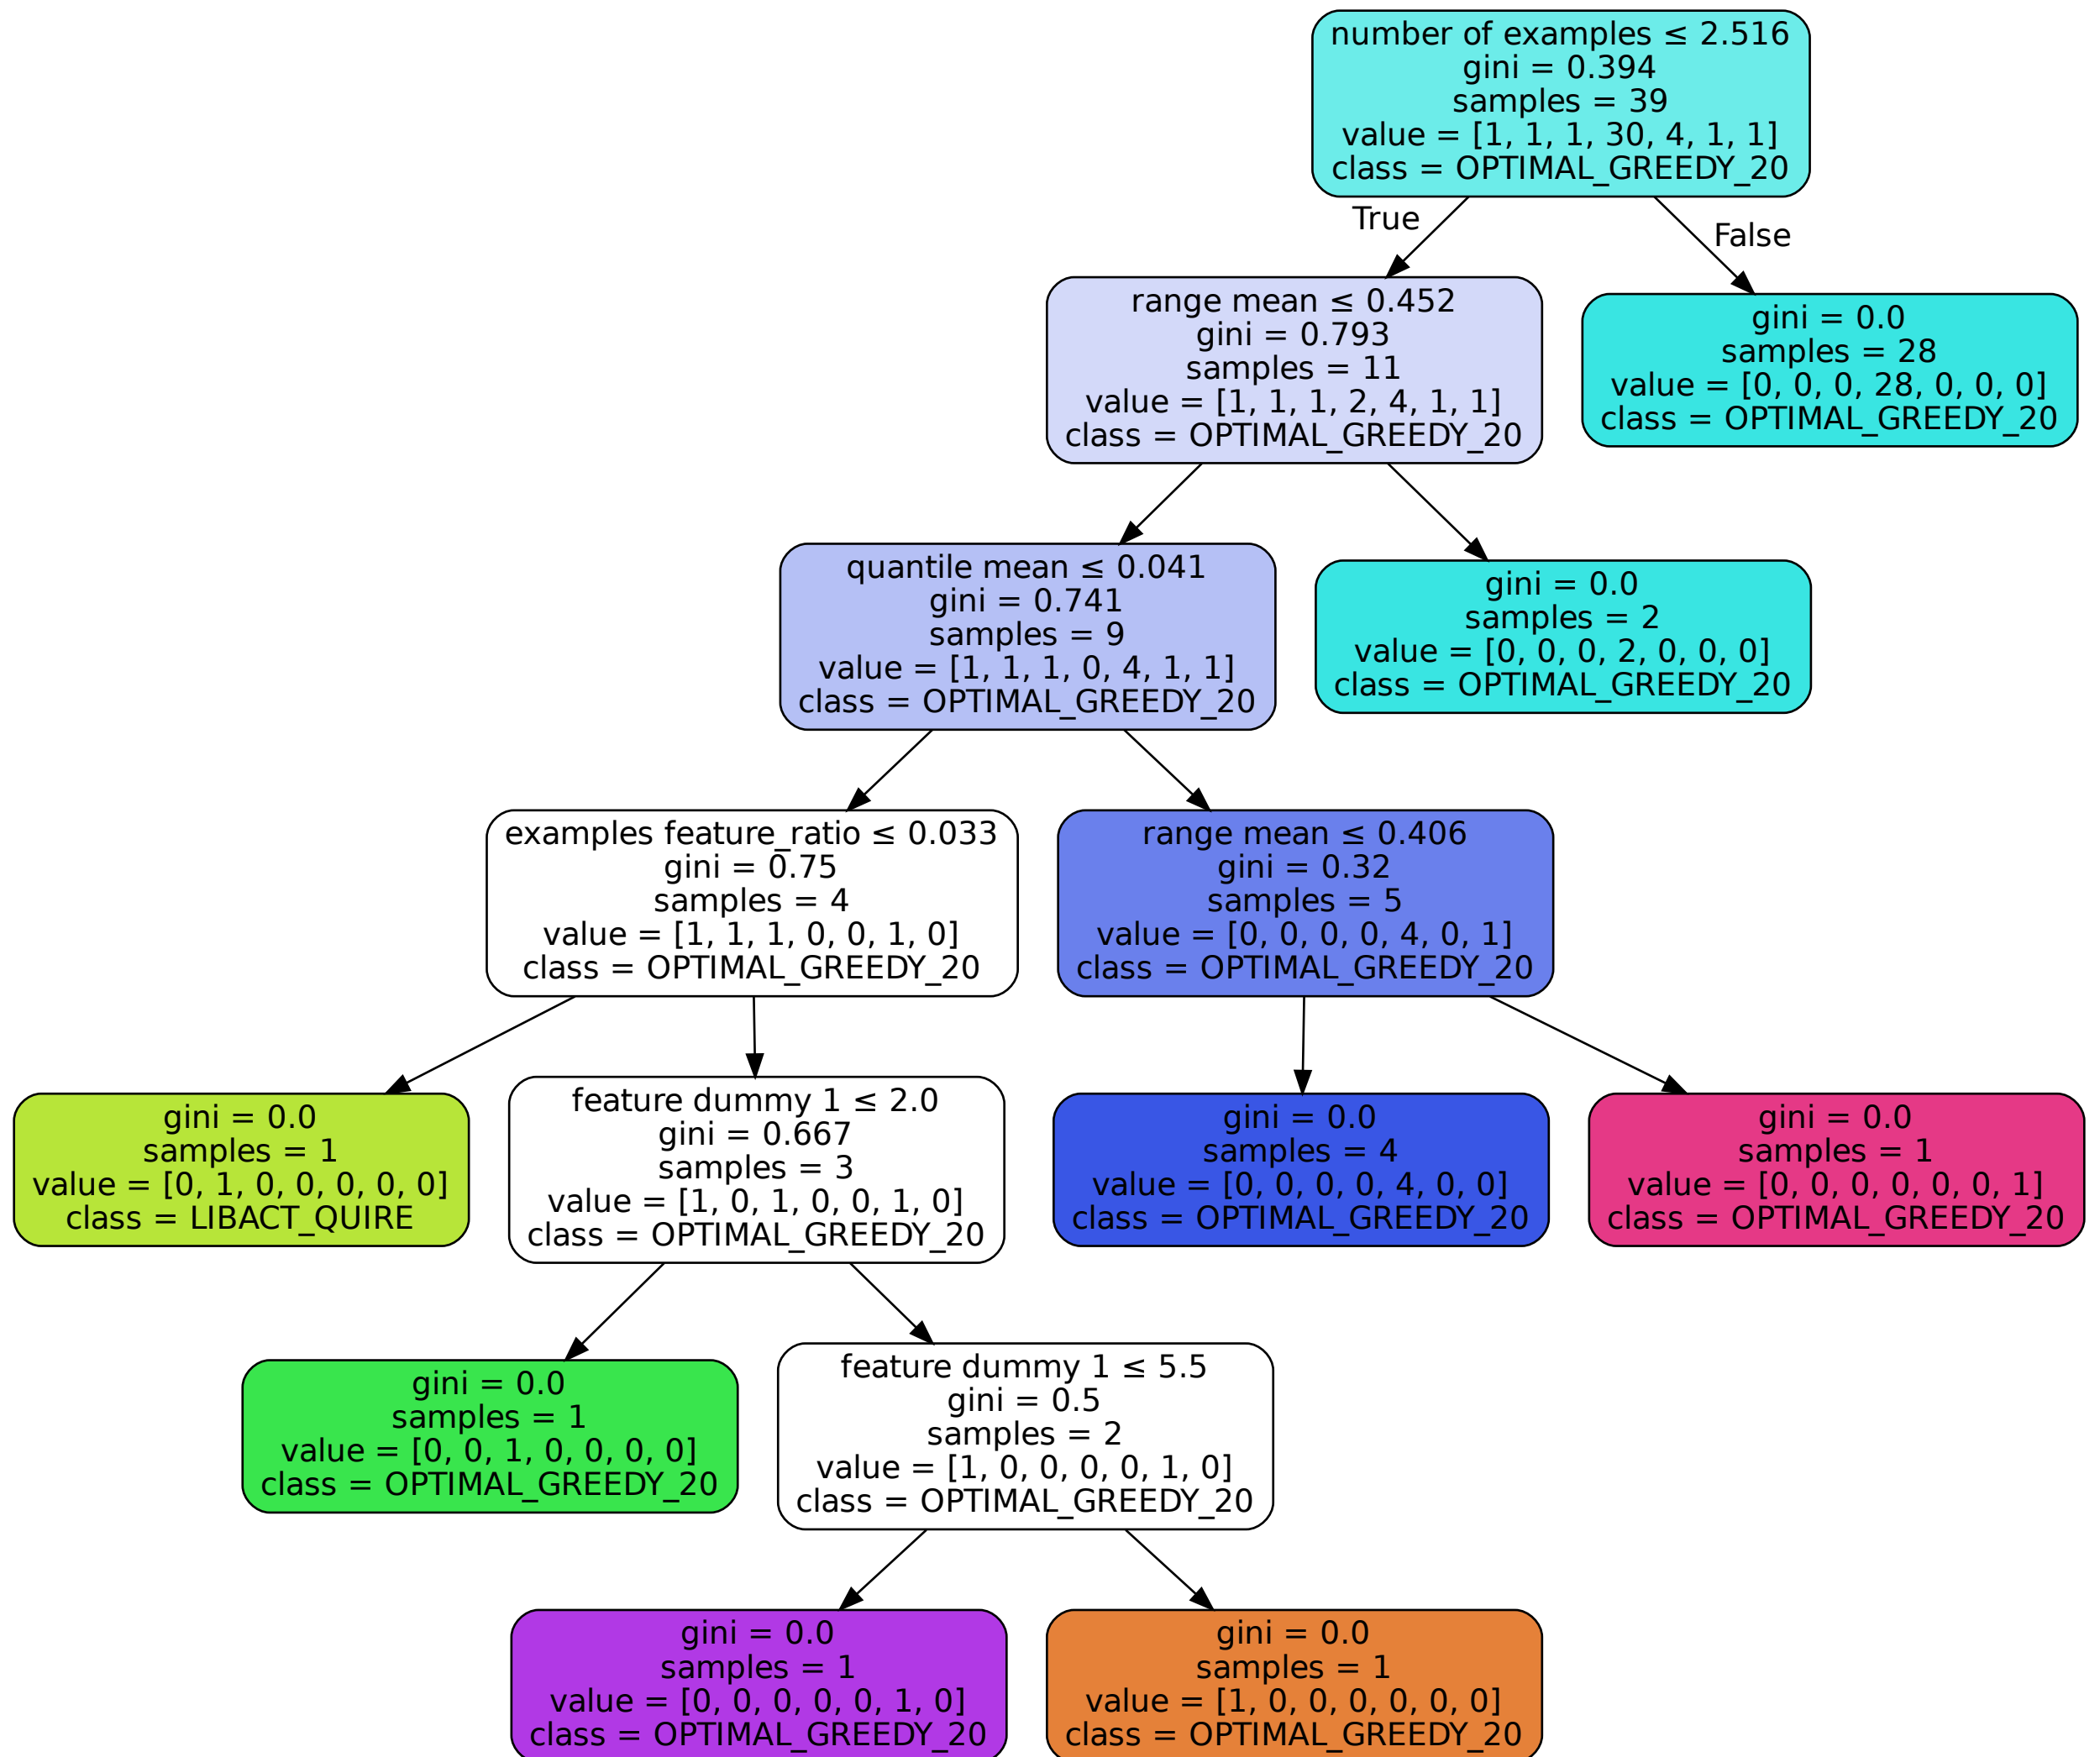 number of examples ≤ 2.516
gini = 0.394
samples = 39
value = [1, 1, 1, 30, 4, 1, 1]
class = OPTIMAL_GREEDY_20
True
False
range mean ≤ 0.452
gini = 0.793
samples = 11
value = [1, 1, 1, 2, 4, 1, 1]
class = OPTIMAL_GREEDY_20
gini = 0.0
samples = 28
value = [0, 0, 0, 28, 0, 0, 0]
class = OPTIMAL_GREEDY_20
quantile mean ≤ 0.041
gini = 0.741
samples = 9
value = [1, 1, 1, 0, 4, 1, 1]
class = OPTIMAL_GREEDY_20
gini = 0.0
samples = 2
value = [0, 0, 0, 2, 0, 0, 0]
class = OPTIMAL_GREEDY_20
examples feature_ratio ≤ 0.033
gini = 0.75
samples = 4
value = [1, 1, 1, 0, 0, 1, 0]
class = OPTIMAL_GREEDY_20
range mean ≤ 0.406
gini = 0.32
samples = 5
value = [0, 0, 0, 0, 4, 0, 1]
class = OPTIMAL_GREEDY_20
gini = 0.0
samples = 1
value = [0, 1, 0, 0, 0, 0, 0]
class = LIBACT_QUIRE
feature dummy 1 ≤ 2.0
gini = 0.667
samples = 3
value = [1, 0, 1, 0, 0, 1, 0]
class = OPTIMAL_GREEDY_20
gini = 0.0
samples = 4
value = [0, 0, 0, 0, 4, 0, 0]
class = OPTIMAL_GREEDY_20
gini = 0.0
samples = 1
value = [0, 0, 0, 0, 0, 0, 1]
class = OPTIMAL_GREEDY_20
gini = 0.0
samples = 1
value = [0, 0, 1, 0, 0, 0, 0]
class = OPTIMAL_GREEDY_20
feature dummy 1 ≤ 5.5
gini = 0.5
samples = 2
value = [1, 0, 0, 0, 0, 1, 0]
class = OPTIMAL_GREEDY_20
gini = 0.0
samples = 1
value = [0, 0, 0, 0, 0, 1, 0]
class = OPTIMAL_GREEDY_20
gini = 0.0
samples = 1
value = [1, 0, 0, 0, 0, 0, 0]
class = OPTIMAL_GREEDY_20